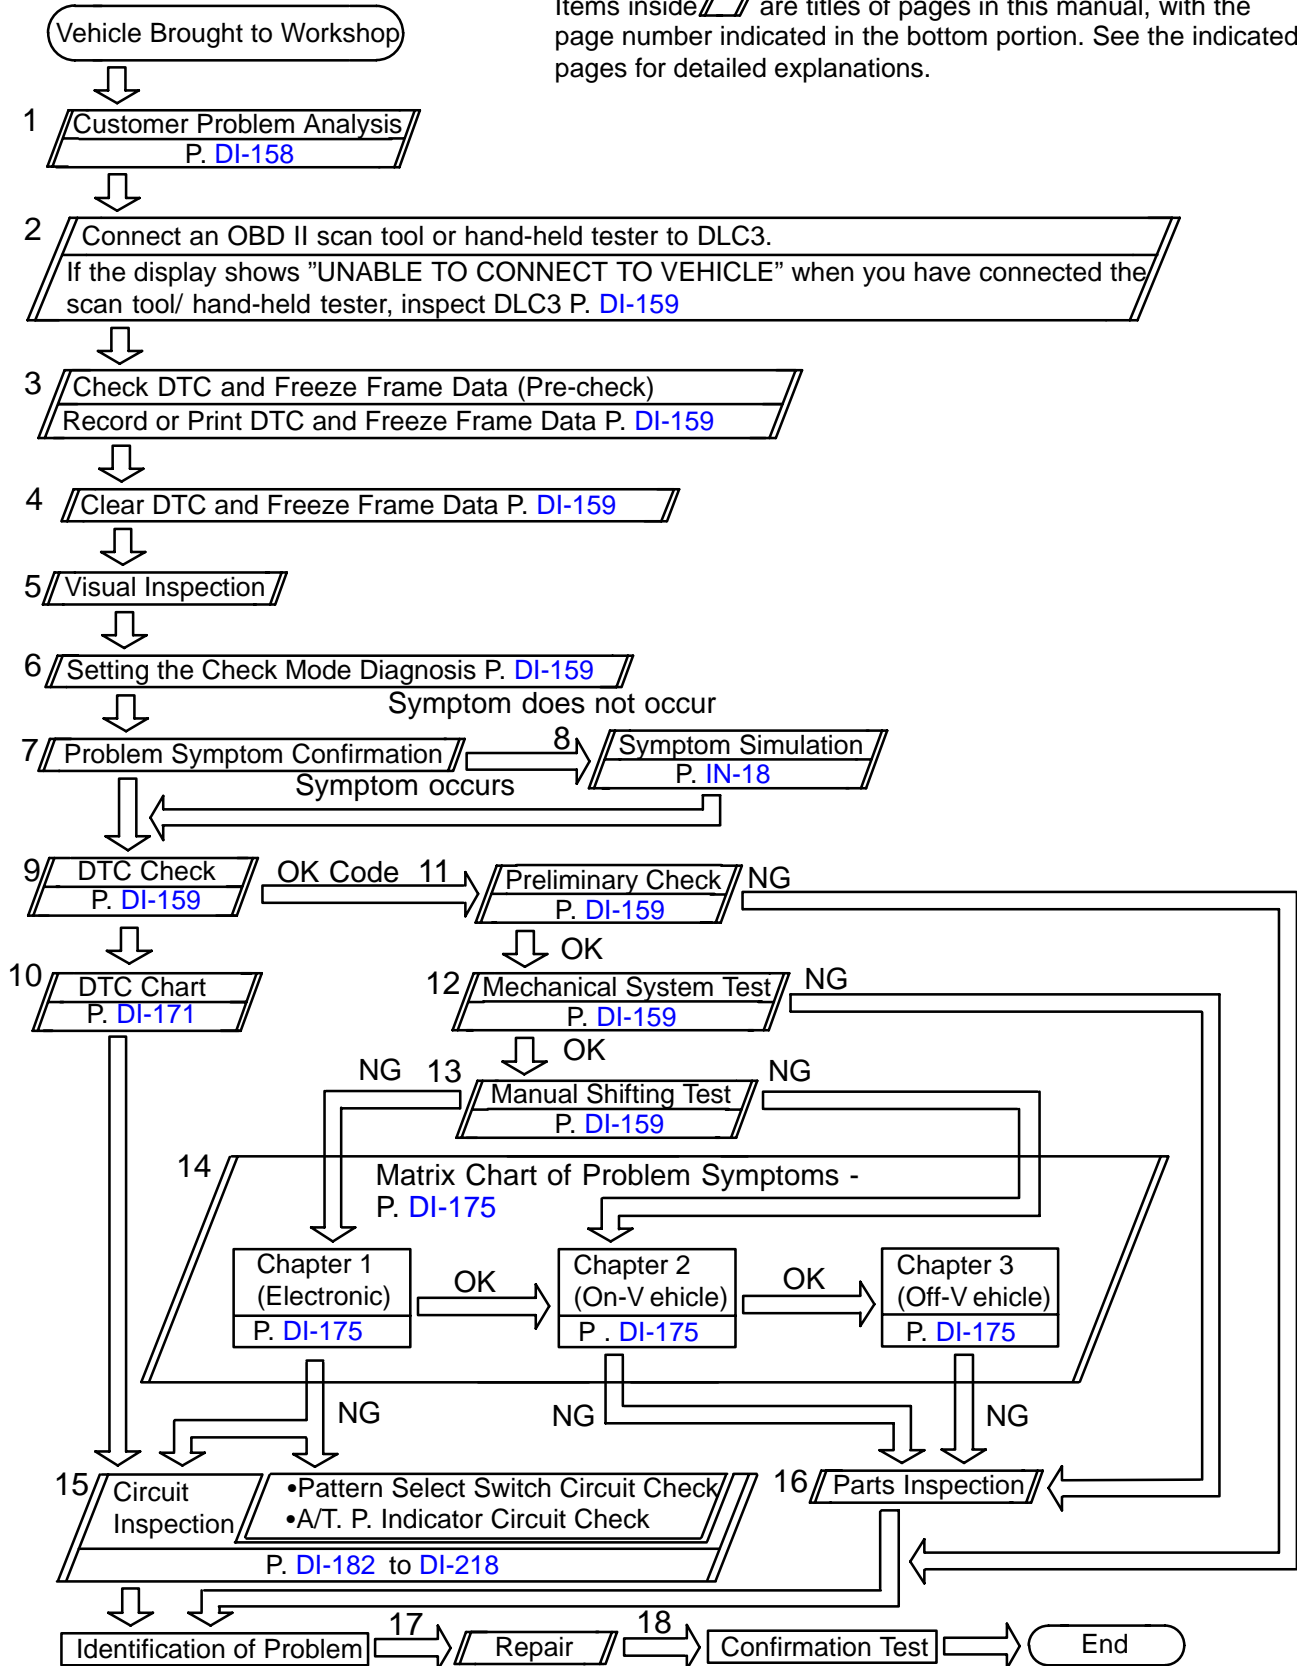 Items inside are titles of pages in this manual, with the
page number indicated in the bottom portion. See the indicated
pages for detailed explanations.
Vehicle Brought to Workshop
1
Customer Problem Analysis
P. DI-158
2
Connect an OBD II scan tool or hand-held tester to DLC3.
If the display shows ”UNABLE TO CONNECT TO VEHICLE” when you have connected the
scan tool/ hand-held tester, inspect DLC3 P. DI-159
3
Check DTC and Freeze Frame Data (Pre-check)
Record or Print DTC and Freeze Frame Data P. DI-159
4
Clear DTC and Freeze Frame Data P. DI-159
5
Visual Inspection
6
Setting the Check Mode Diagnosis P. DI-159
Symptom does not occur
7
Problem Symptom Confirmation
8
Symptom Simulation
P. IN-18
Symptom occurs
9
DTC Check
P. DI-159
OK Code
11
Preliminary Check
P. DI-159
NG
OK
10
DTC Chart
P. DI-171
12
Mechanical System Test
P. DI-159
NG
OK
NG
13
Manual Shifting Test
P. DI-159
NG
14
Matrix Chart of Problem Symptoms -
P. DI-175
Chapter 1
(Electronic)
P. DI-175
OK
Chapter 2
(On-V ehicle)
P . DI-175
OK
Chapter 3
(Off-V ehicle)
P. DI-175
NG
NG
NG
15
Circuit
Inspection
•Pattern Select Switch Circuit Check
•A/T. P. Indicator Circuit Check
P. DI-182 to DI-218
16
Parts Inspection
Identification of Problem
17
Repair
18
Confirmation Test
End